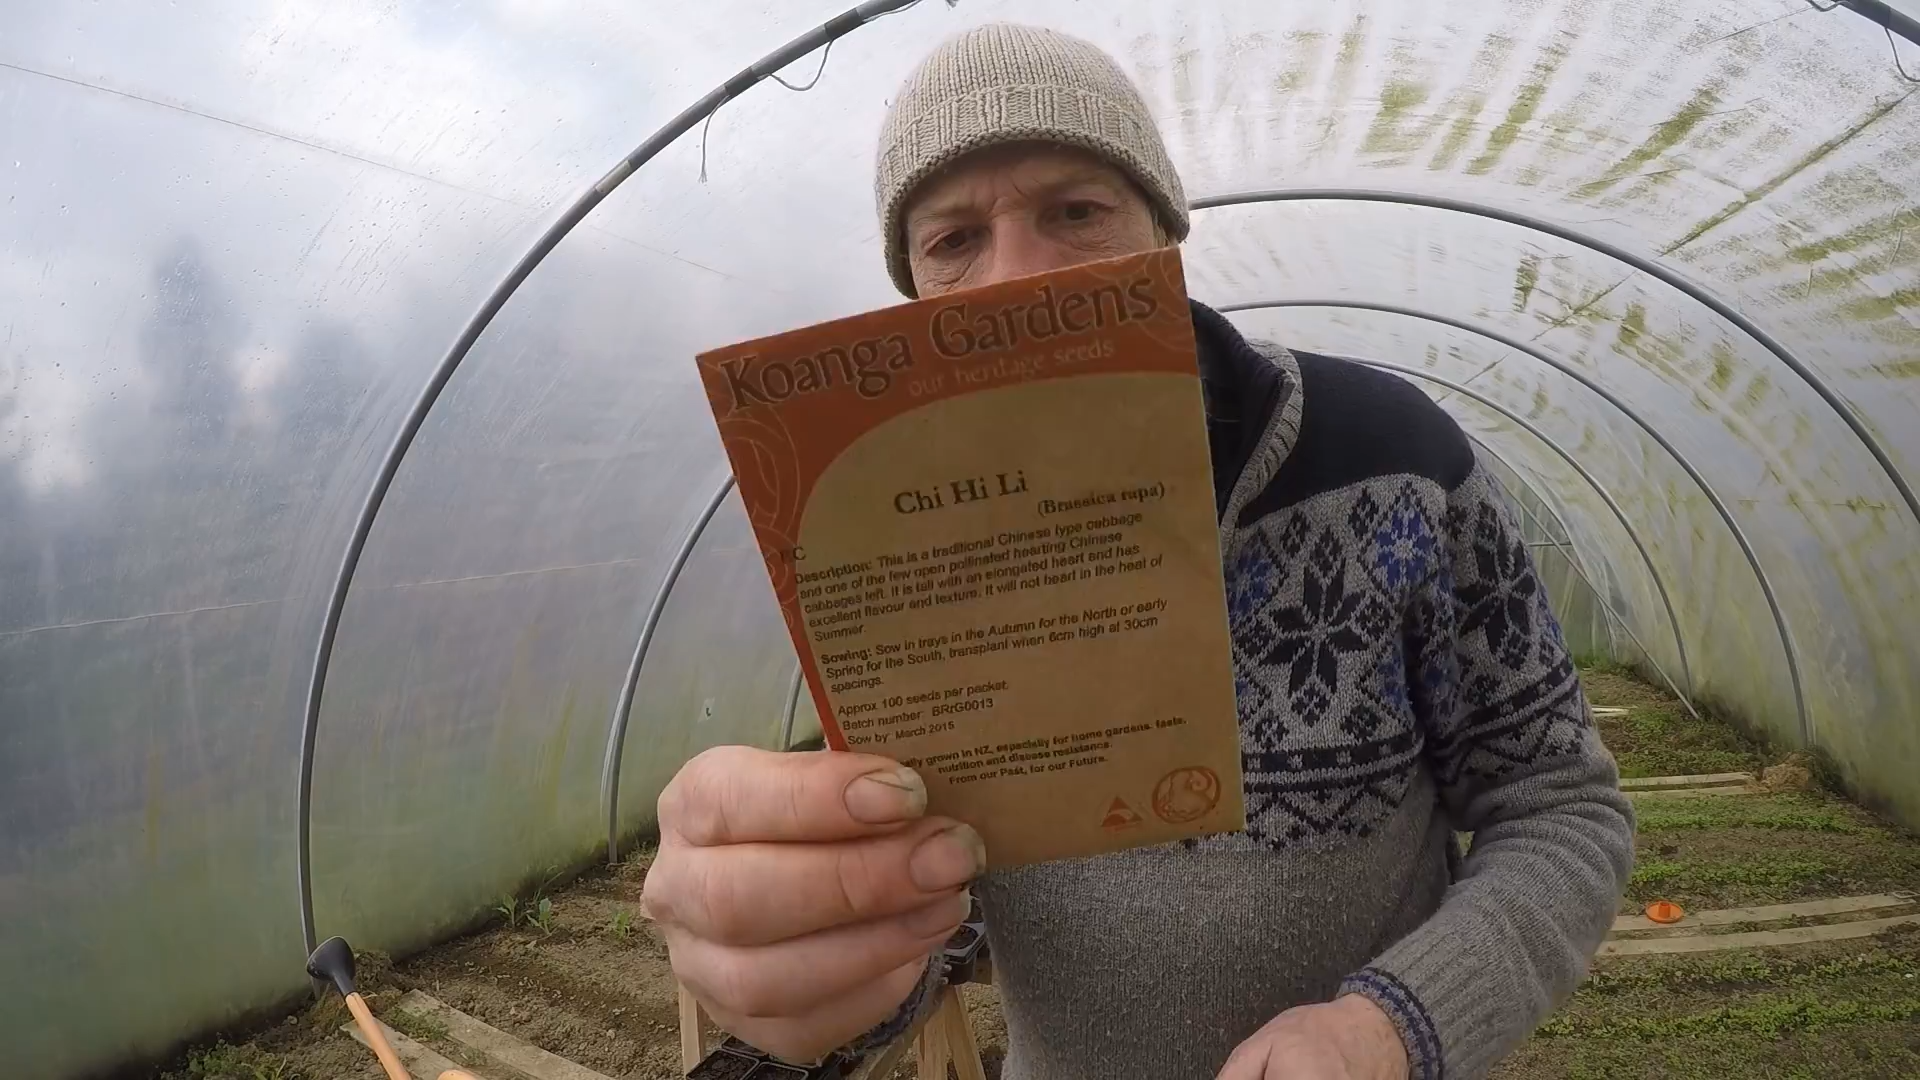 Koanga Gardens
our heritage seeds
Chi Hi Li
(Brassica rapa)
Description: This is a traditional Chinese type cabbage
and one of the few open pollinated hearting Chinese
cabbages left. It is tall with an elongated heart and has
excellent flavour and texture. It will not heart in the heat of
Summer.
Sowing: Sow in trays in the Autumn for the North or early
Spring for the South, transplant when 6cm high at 30cm
spacings.
Approx 100 seeds per packet.
Batch number: BRrG0013
Sow by: March 2015
grown in NZ, especially for home gardens, taste,
nutrition and disease resistance.
From our Past, for our Future.